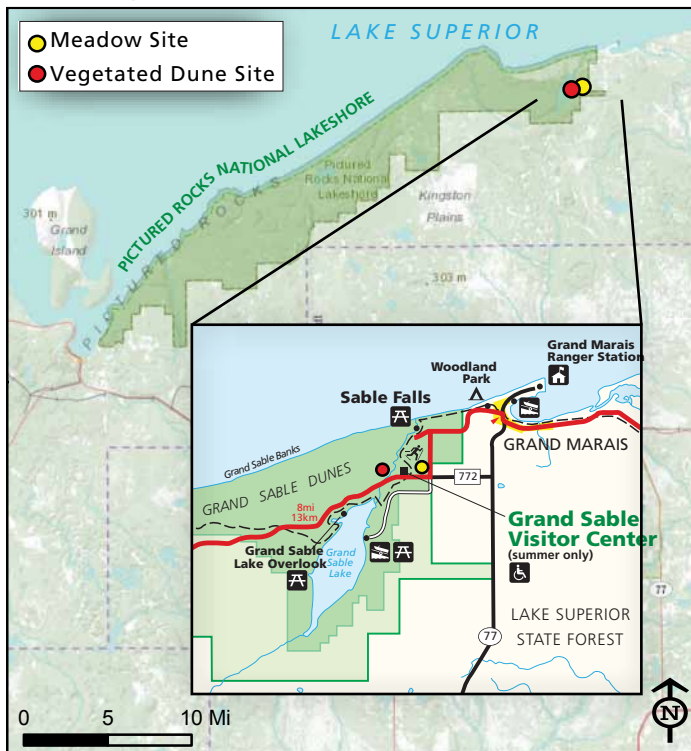 LAKE SUPERIOR
Meadow Site
Vegetated Dune Site
PICTURED ROCKS NATIONAL LAKESHORE
Pictured
Rocks National
Lakeshore
Kingston
Plains
301 m
Grand
Island
PICTURED ROCKS
303 m
Grand Marais
Ranger Station
Woodland
Park
Sable Falls
GRAND MARAIS
Grand Sable Banks
GRAND SABLE DUNES
772
8mi
13km
Grand Sable
Visitor Center
(summer only)
Grand Sable
Lake Overlook
Grand
Sable
Lake
LAKE SUPERIOR
STATE FOREST
77
77
0 5 10 Mi
N